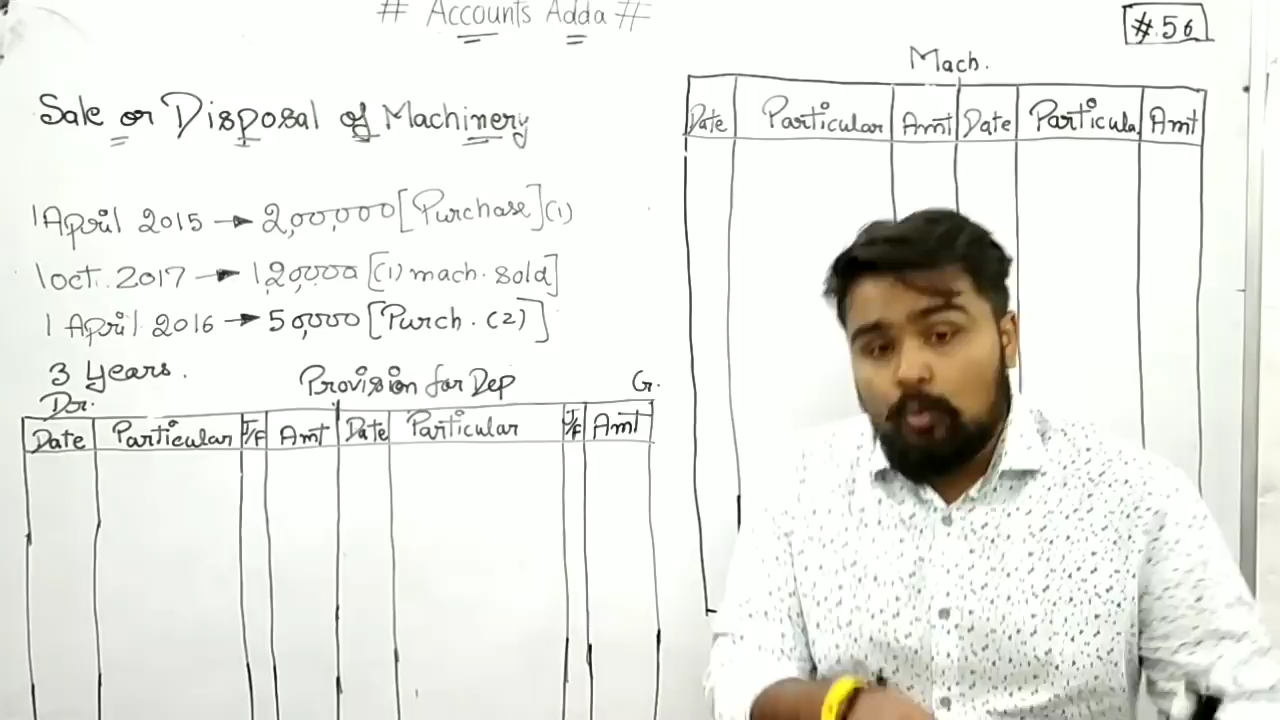 # Accounts Adda #
# 56
Sale or Disposal of Machinery
1 April 2015 → 2,00,000 [Purchase] (1)
1 oct. 2017 → 1,20,000 [(1) mach. sold]
1 April 2016 → 50,000 [Purch. (2)]
3 Years.
Dr. Provision for Dep Cr.
Date Particular J/F Amt Date Particular J/F Amt
Mach.
Date Particular Amt Date Particula Amt